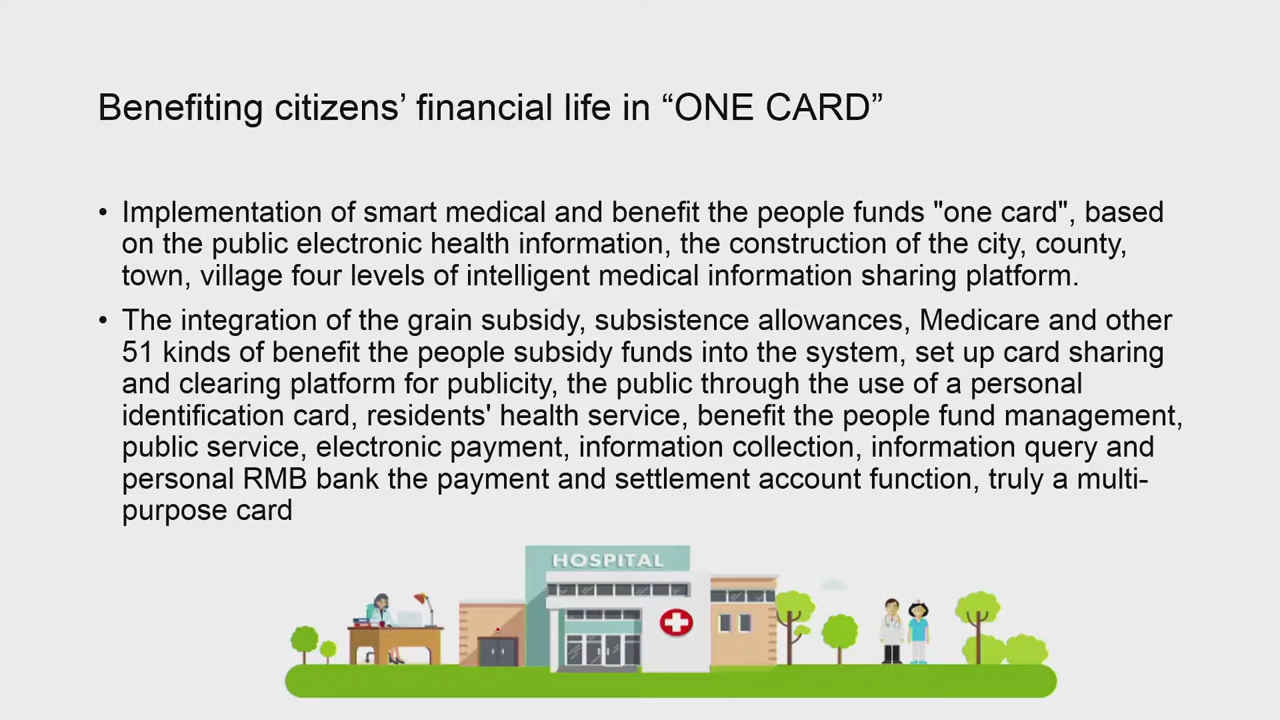 Benefiting citizens’ financial life in “ONE CARD”
• Implementation of smart medical and benefit the people funds "one card", based
on the public electronic health information, the construction of the city, county,
town, village four levels of intelligent medical information sharing platform.
• The integration of the grain subsidy, subsistence allowances, Medicare and other
51 kinds of benefit the people subsidy funds into the system, set up card sharing
and clearing platform for publicity, the public through the use of a personal
identification card, residents' health service, benefit the people fund management,
public service, electronic payment, information collection, information query and
personal RMB bank the payment and settlement account function, truly a multi-
purpose card
HOSPITAL